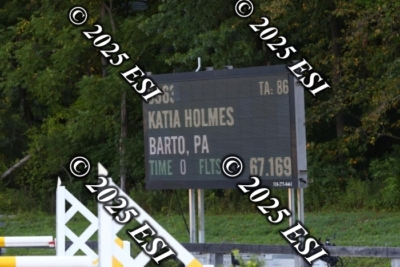 © 2025 ESI
© 2025 ESI
TA: 86
KATIA HOLMES
BARTO, PA
TIME 0 FLTS 67.169
© 2025 ESI
© 2025 ESI